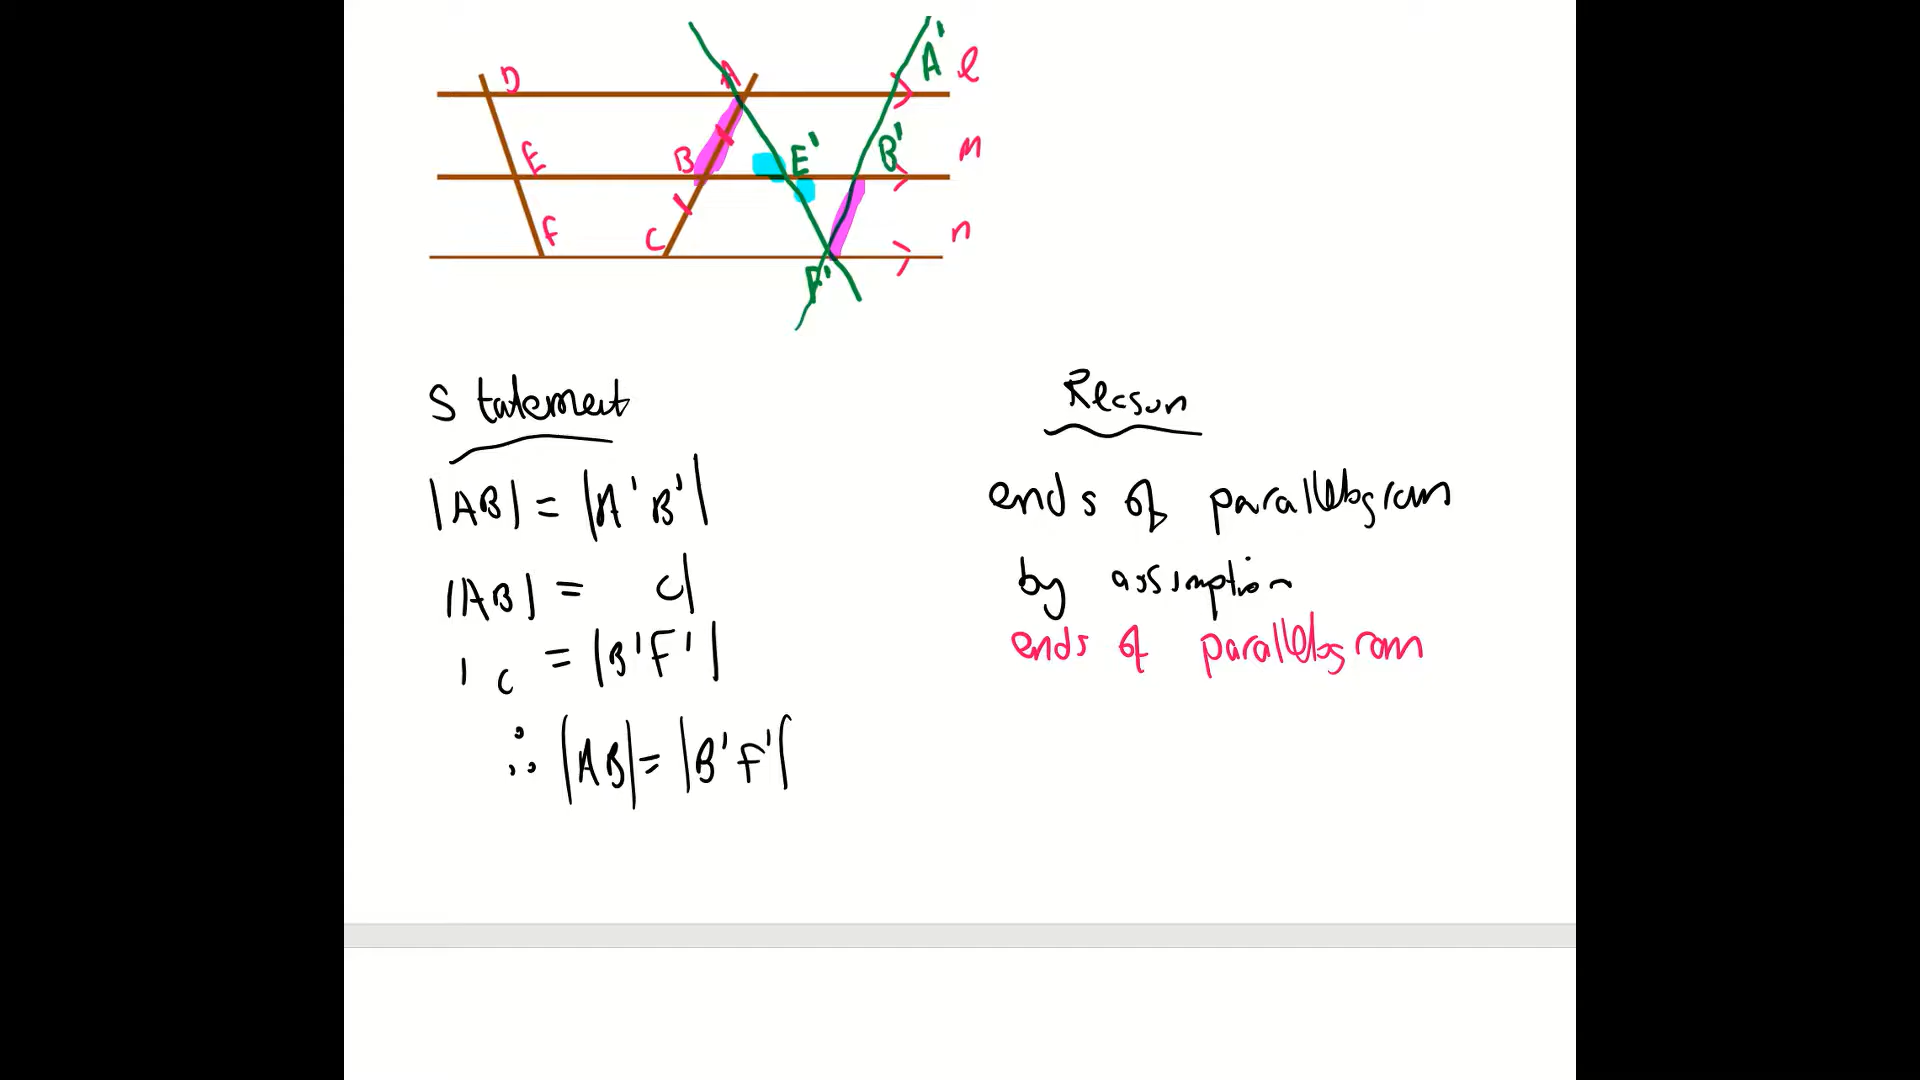 D
A
A'
l
E
B
E'
B'
m
F
C
F'
n
Statement
Reason
|AB| = |A'B'|
ends of parallelogram
|AB| = C|
by assumption
| C = |B'F'|
ends of parallelogram
∴ |AB| = |B'F'|